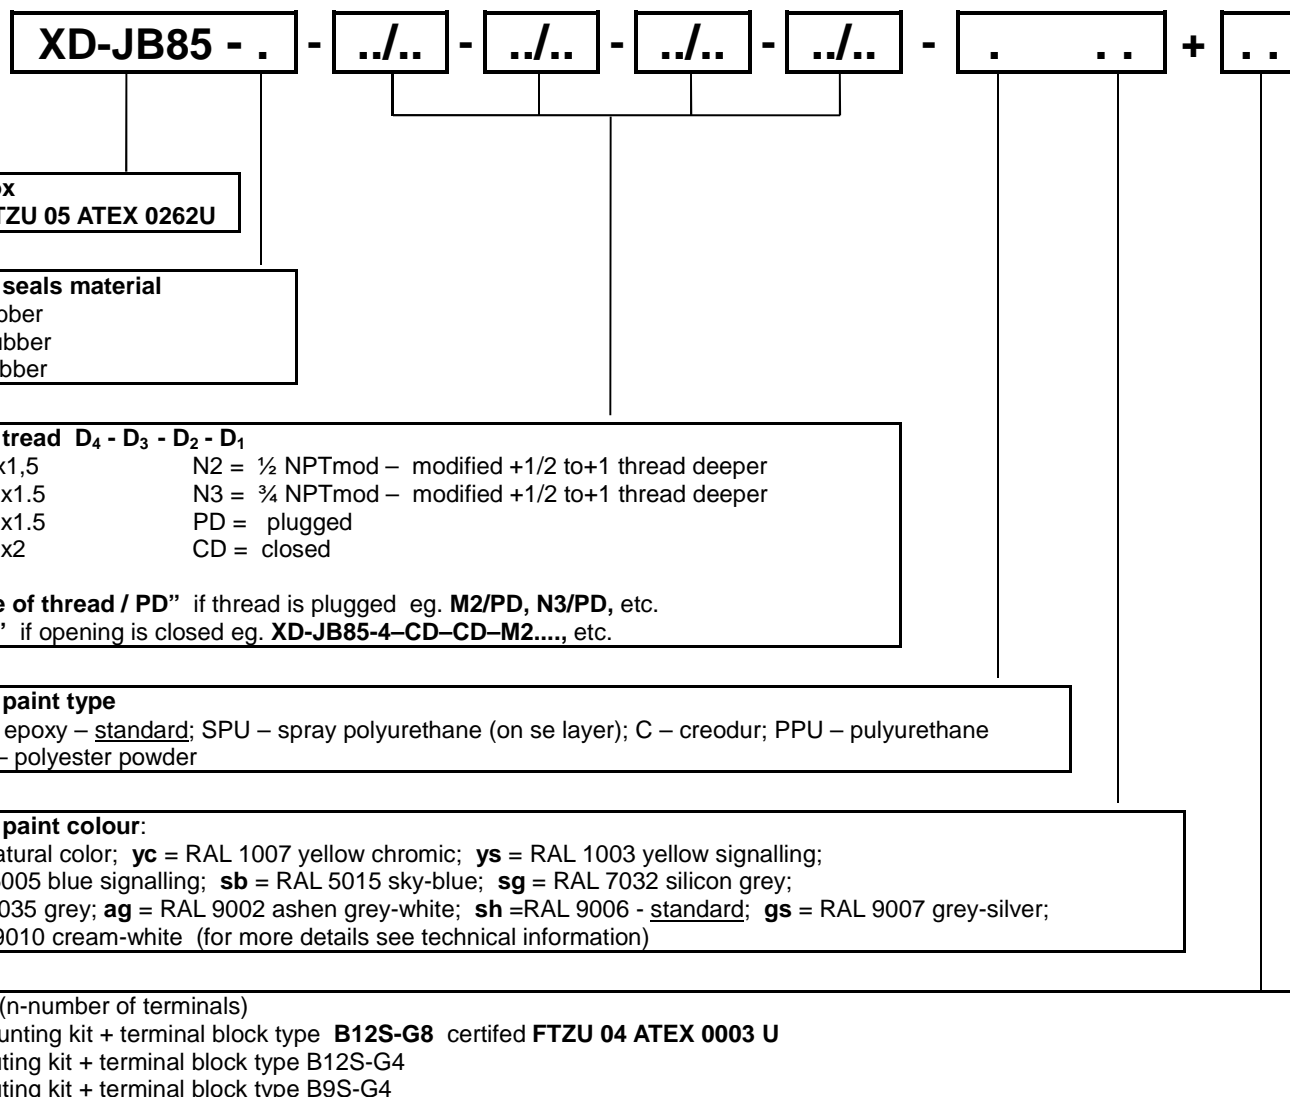 XD-JB85 - . - ../.. - ../.. - ../.. - ../.. - . . . + . .
ox
TZU 05 ATEX 0262U
seals material
ober
ubber
bber
tread D4 - D3 - D2 - D1
x1,5 N2 = ½ NPTmod – modified +1/2 to+1 thread deeper
x1.5 N3 = ¾ NPTmod – modified +1/2 to+1 thread deeper
x1.5 PD = plugged
x2 CD = closed
e of thread / PD” if thread is plugged eg. M2/PD, N3/PD, etc.
” if opening is closed eg. XD-JB85-4–CD–CD–M2...., etc.
paint type
epoxy – standard; SPU – spray polyurethane (on se layer); C – creodur; PPU – pulyurethane
– polyester powder
paint colour:
atural color; yc = RAL 1007 yellow chromic; ys = RAL 1003 yellow signalling;
5005 blue signalling; sb = RAL 5015 sky-blue; sg = RAL 7032 silicon grey;
035 grey; ag = RAL 9002 ashen grey-white; sh =RAL 9006 - standard; gs = RAL 9007 grey-silver;
9010 cream-white (for more details see technical information)
(n-number of terminals)
unting kit + terminal block type B12S-G8 certifed FTZU 04 ATEX 0003 U
uting kit + terminal block type B12S-G4
uting kit + terminal block type B9S-G4